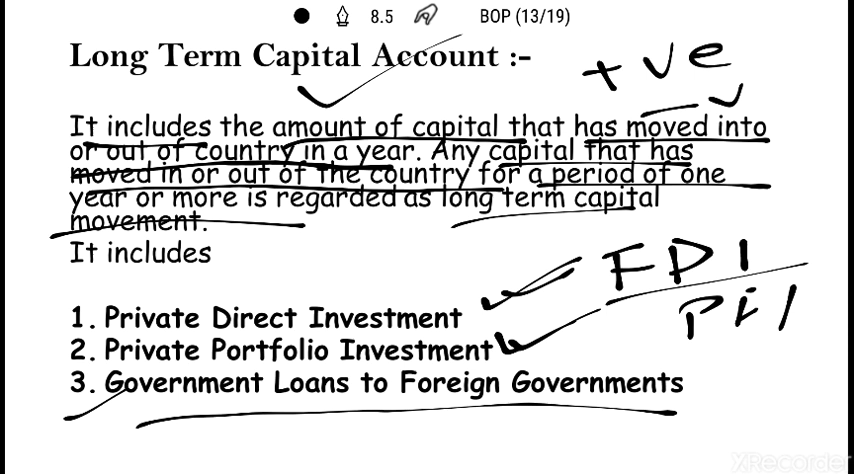 8.5 BOP (13/19)
Long Term Capital Account :-
+ve
It includes the amount of capital that has moved into
or out of country in a year. Any capital that has
moved in or out of the country for a period of one
year or more is regarded as long term capital
movement.
It includes
FDI
1. Private Direct Investment
2. Private Portfolio Investment
3. Government Loans to Foreign Governments
XRecorder